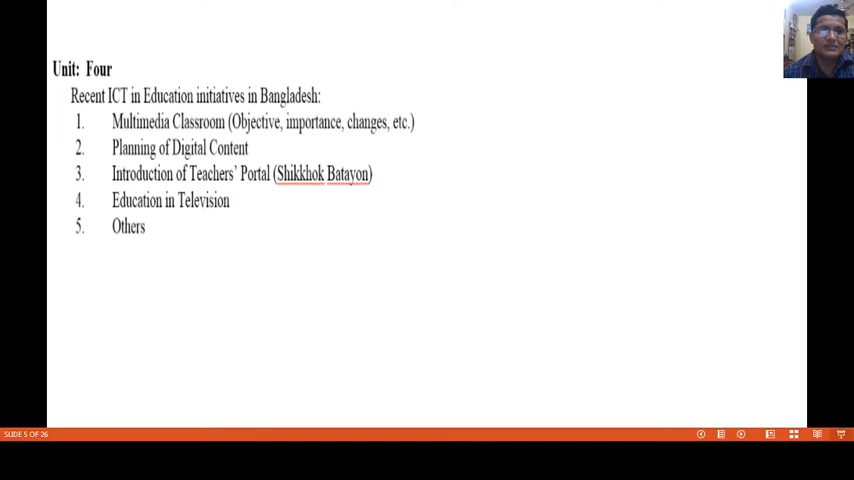 Unit: Four
Recent ICT in Education initiatives in Bangladesh:
1. Multimedia Classroom (Objective, importance, changes, etc.)
2. Planning of Digital Content
3. Introduction of Teachers’ Portal (Shikkhok Batayon)
4. Education in Television
5. Others
SLIDE 5 OF 26